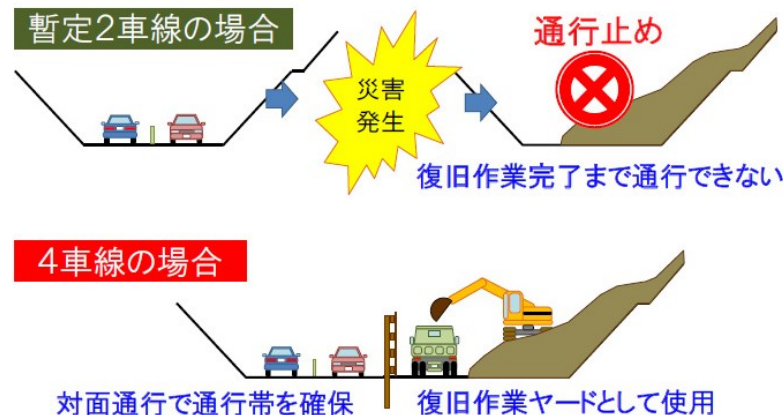 暫定2車線の場合
災害
発生
通行止め
復旧作業完了まで通行できない
4車線の場合
対面通行で通行帯を確保
復旧作業ヤードとして使用